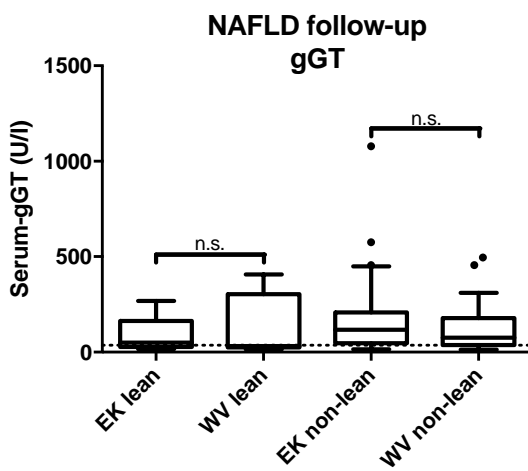 NAFLD follow-up
gGT
Serum-gGT (U/l)
1500
1000
500
0
n.s.
n.s.
EK lean
WV lean
EK non-lean
WV non-lean